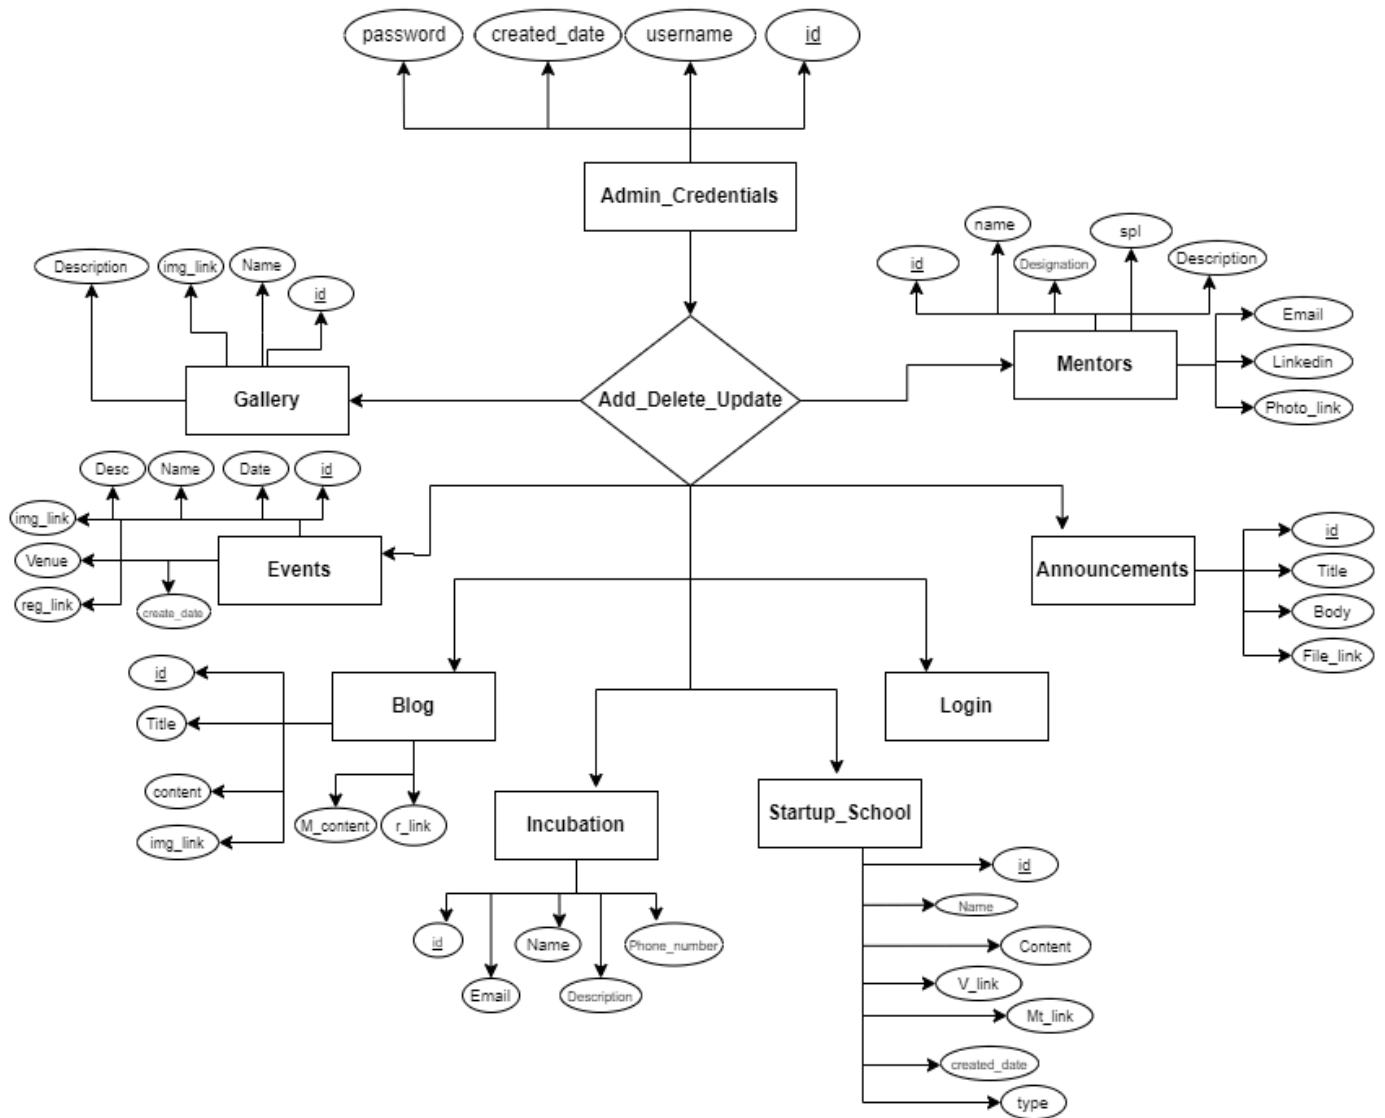 password
created_date
username
id
Admin_Credentials
name
spl
id
Designation
Description
Description
img_link
Name
id
Email
Linkedin
Photo_link
Mentors
Gallery
Add_Delete_Update
Desc
Name
Date
id
img_link
Venue
reg_link
create_date
Events
Announcements
id
Title
Body
File_link
id
Title
content
img_link
Blog
M_content
r_link
Login
Incubation
Startup_School
id
Email
Name
Description
Phone_number
id
Name
Content
V_link
Mt_link
created_date
type